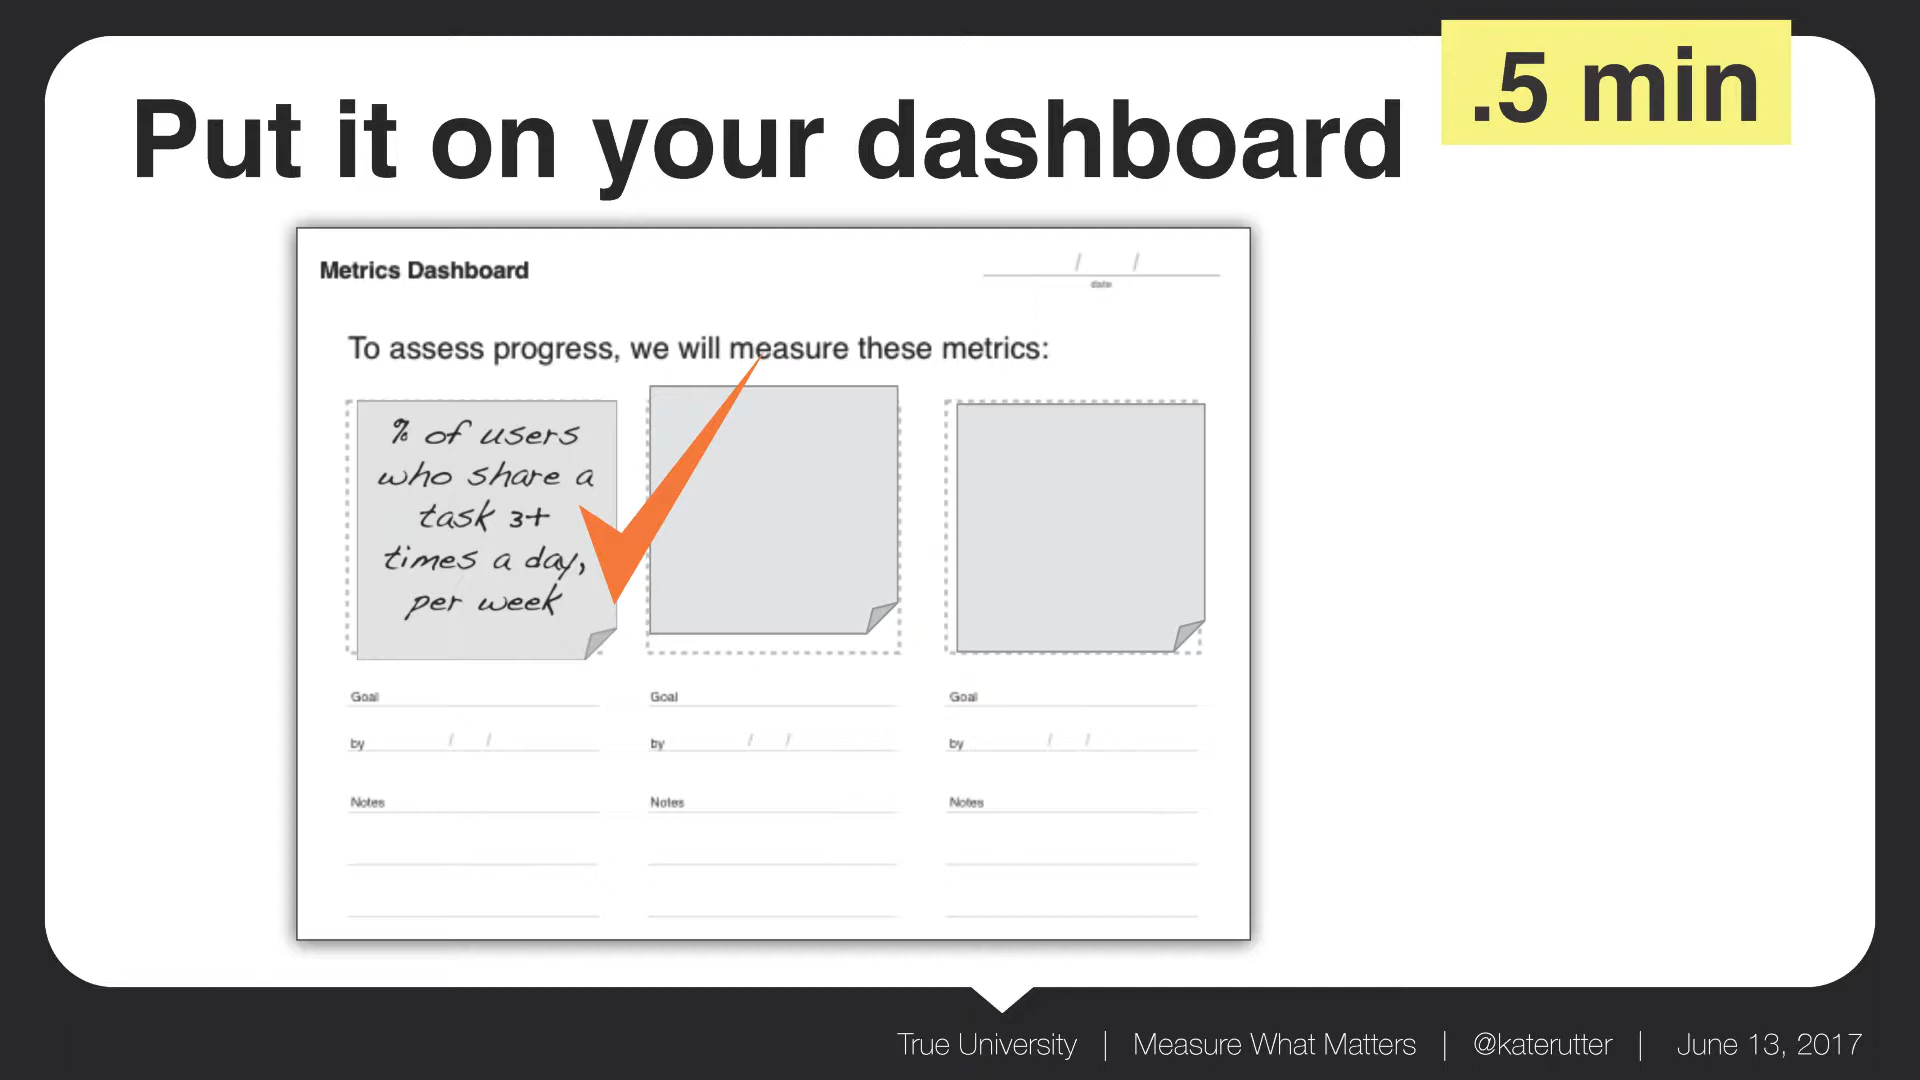 .5 min
Put it on your dashboard
Metrics Dashboard
/ /
date
To assess progress, we will measure these metrics:
% of users
who share a
task 3+
times a day,
per week
Goal Goal Goal
by / / by / / by / /
Notes Notes Notes
True University | Measure What Matters | @katerutter | June 13, 2017